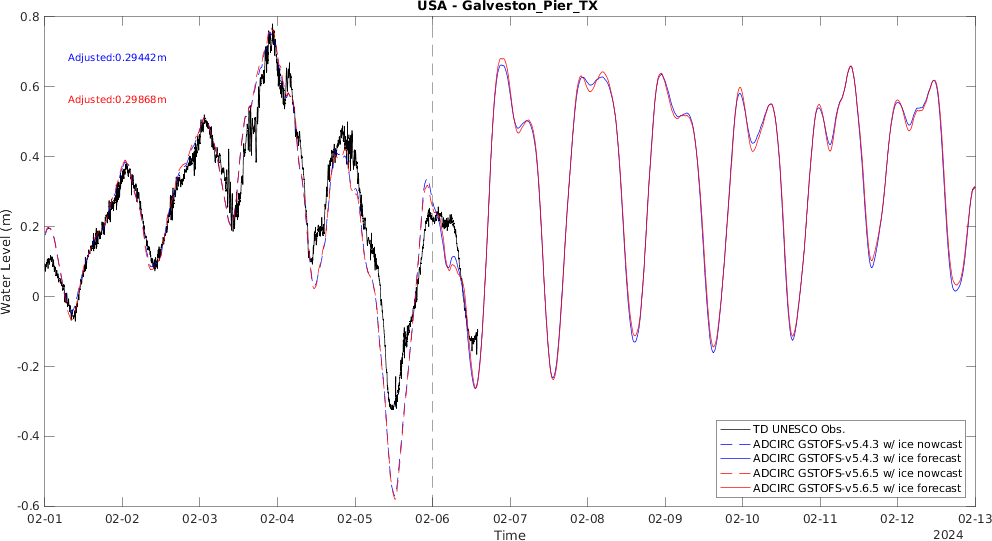 USA - Galveston_Pier_TX
Adjusted:0.29442m
Adjusted:0.29868m
Water Level (m)
0.8
0.6
0.4
0.2
0
-0.2
-0.4
-0.6
TD UNESCO Obs.
ADCIRC GSTOFS-v5.4.3 w/ ice nowcast
ADCIRC GSTOFS-v5.4.3 w/ ice forecast
ADCIRC GSTOFS-v5.6.5 w/ ice nowcast
ADCIRC GSTOFS-v5.6.5 w/ ice forecast
02-01 02-02 02-03 02-04 02-05 02-06 02-07 02-08 02-09 02-10 02-11 02-12 02-13
Time
2024